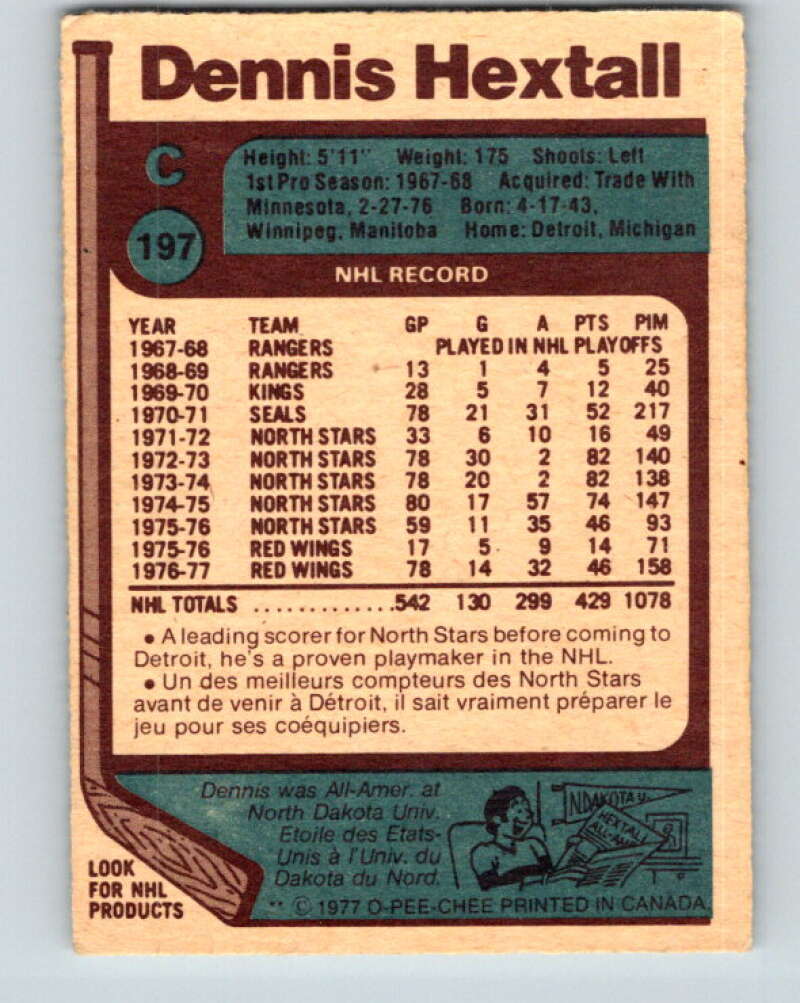 Dennis Hextall
C
197
Height: 5'11" Weight: 175 Shoots: Left
1st Pro Season: 1967-68 Acquired: Trade With
Minnesota, 2-27-76 Born: 4-17-43,
Winnipeg, Manitoba Home: Detroit, Michigan
NHL RECORD
YEAR TEAM GP G A PTS PIM
1967-68 RANGERS PLAYED IN NHL PLAYOFFS
1968-69 RANGERS 13 1 4 5 25
1969-70 KINGS 28 5 7 12 40
1970-71 SEALS 78 21 31 52 217
1971-72 NORTH STARS 33 6 10 16 49
1972-73 NORTH STARS 78 30 2 82 140
1973-74 NORTH STARS 78 20 2 82 138
1974-75 NORTH STARS 80 17 57 74 147
1975-76 NORTH STARS 59 11 35 46 93
1975-76 RED WINGS 17 5 9 14 71
1976-77 RED WINGS 78 14 32 46 158
NHL TOTALS .............542 130 299 429 1078
• A leading scorer for North Stars before coming to
Detroit, he's a proven playmaker in the NHL.
• Un des meilleurs compteurs des North Stars
avant de venir à Détroit, il sait vraiment préparer le
jeu pour ses coéquipiers.
Dennis was All-Amer. at
North Dakota Univ.
Etoile des Etats-
Unis à l'Univ. du
Dakota du Nord.
N DAKOTA U.
HEXTALL
ALL-AM
LOOK
FOR NHL
PRODUCTS
** © 1977 O-PEE-CHEE PRINTED IN CANADA.